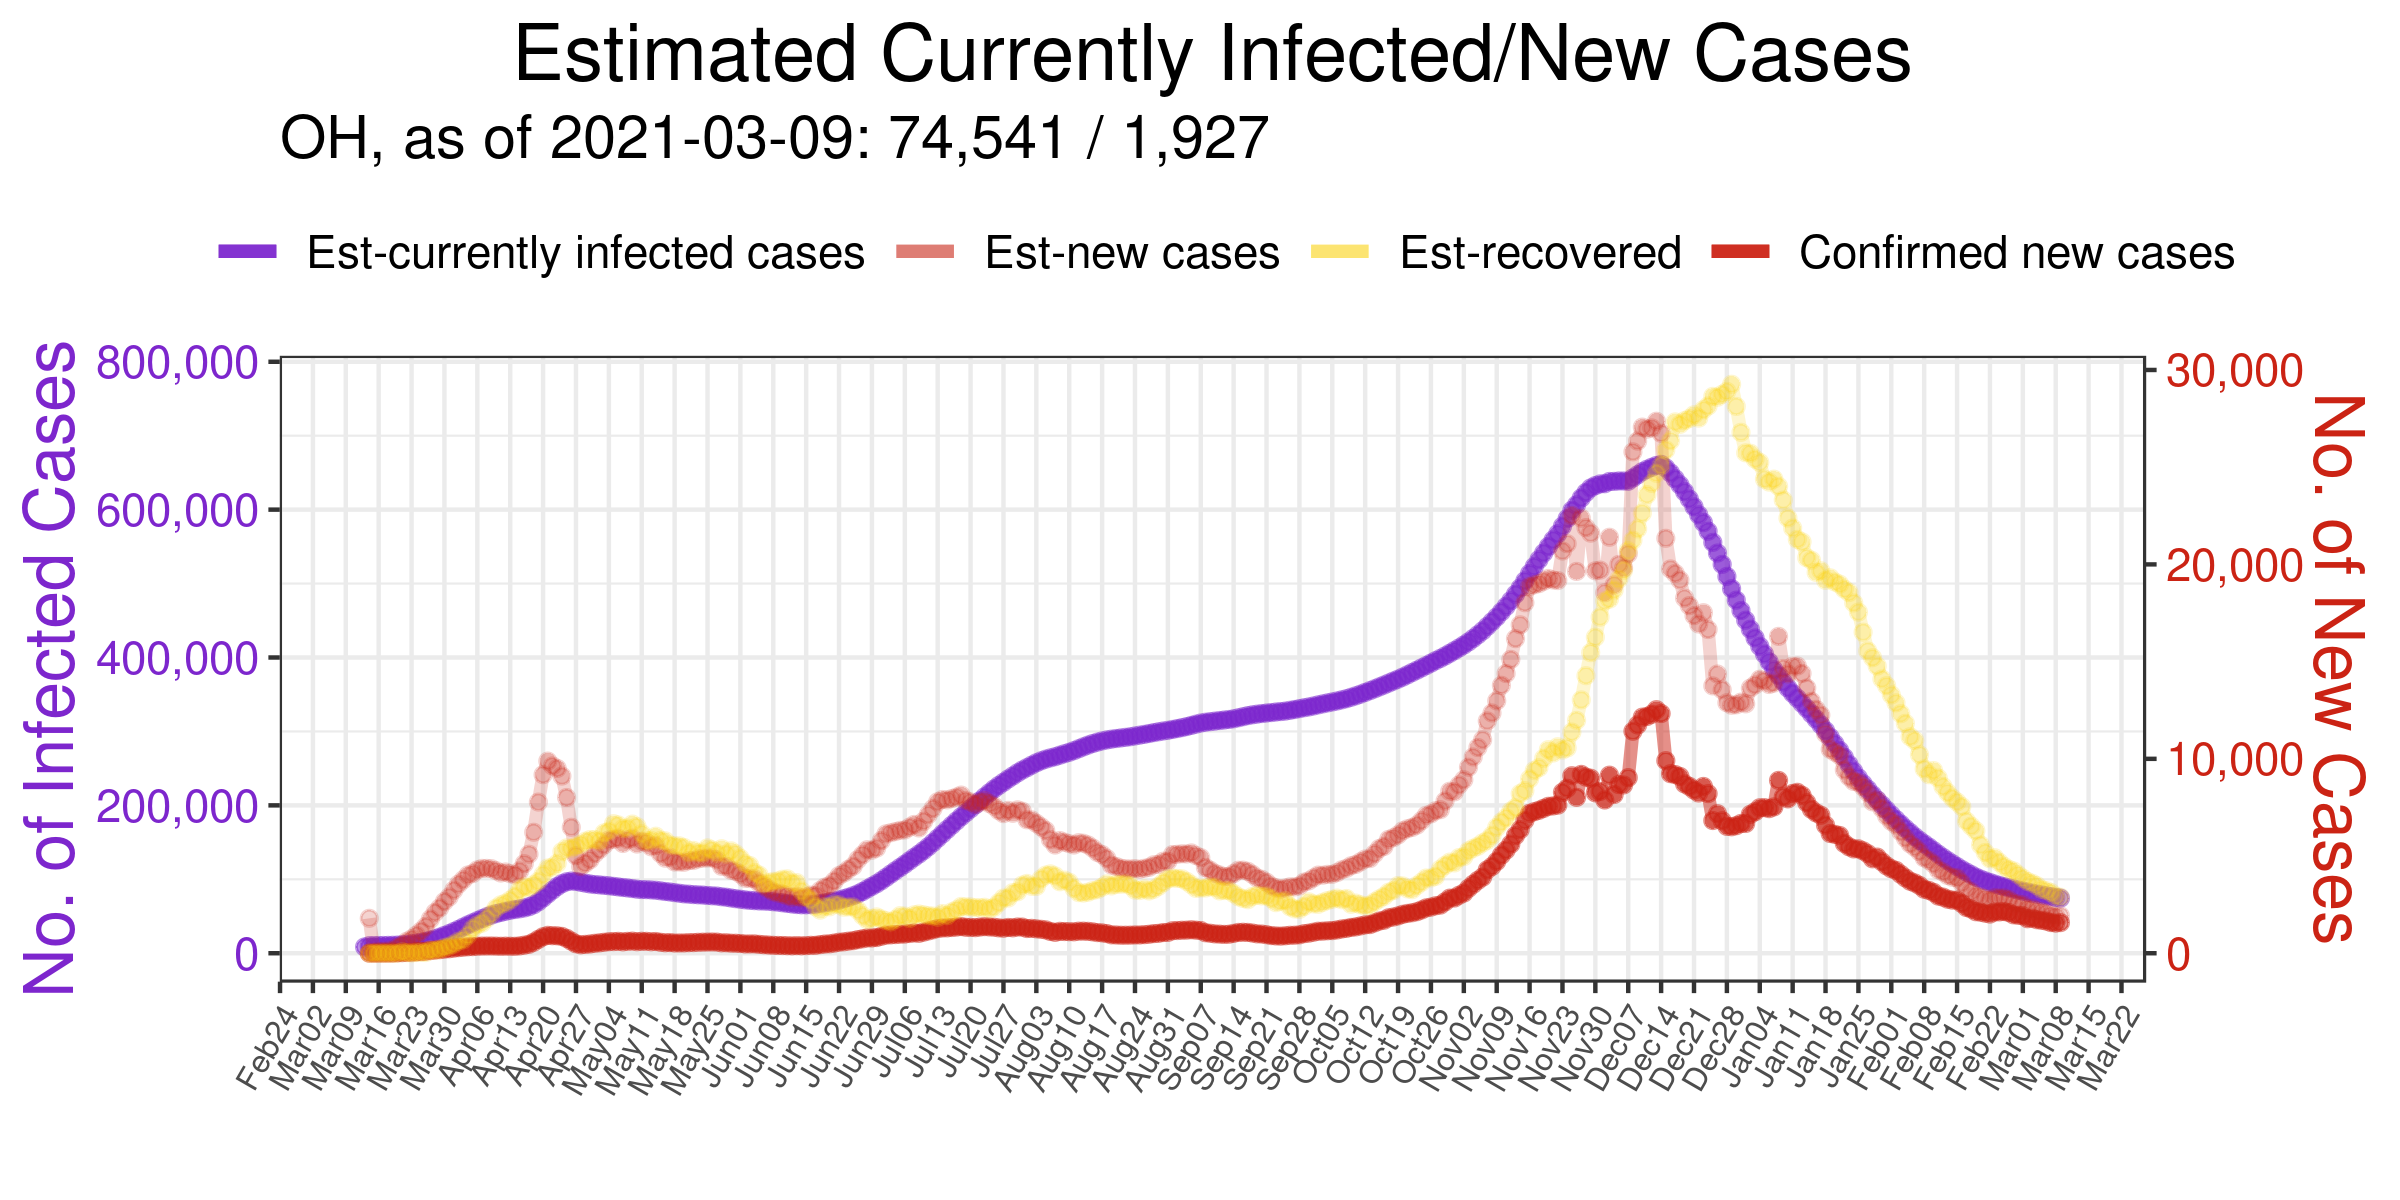 Estimated Currently Infected/New Cases
OH, as of 2021-03-09: 74,541 / 1,927
Est-currently infected cases Est-new cases Est-recovered Confirmed new cases
No. of Infected Cases
800,000
600,000
400,000
200,000
0
30,000
20,000
10,000
0
No. of New Cases
Feb24 Mar02 Mar09 Mar16 Mar23 Mar30 Apr06 Apr13 Apr20 Apr27 May04 May11 May18 May25 Jun01 Jun08 Jun15 Jun22 Jun29 Jul06 Jul13 Jul20 Jul27 Aug03 Aug10 Aug17 Aug24 Aug31 Sep07 Sep14 Sep21 Sep28 Oct05 Oct12 Oct19 Oct26 Nov02 Nov09 Nov16 Nov23 Nov30 Dec07 Dec14 Dec21 Dec28 Jan04 Jan11 Jan18 Jan25 Feb01 Feb08 Feb15 Feb22 Mar01 Mar08 Mar15 Mar22